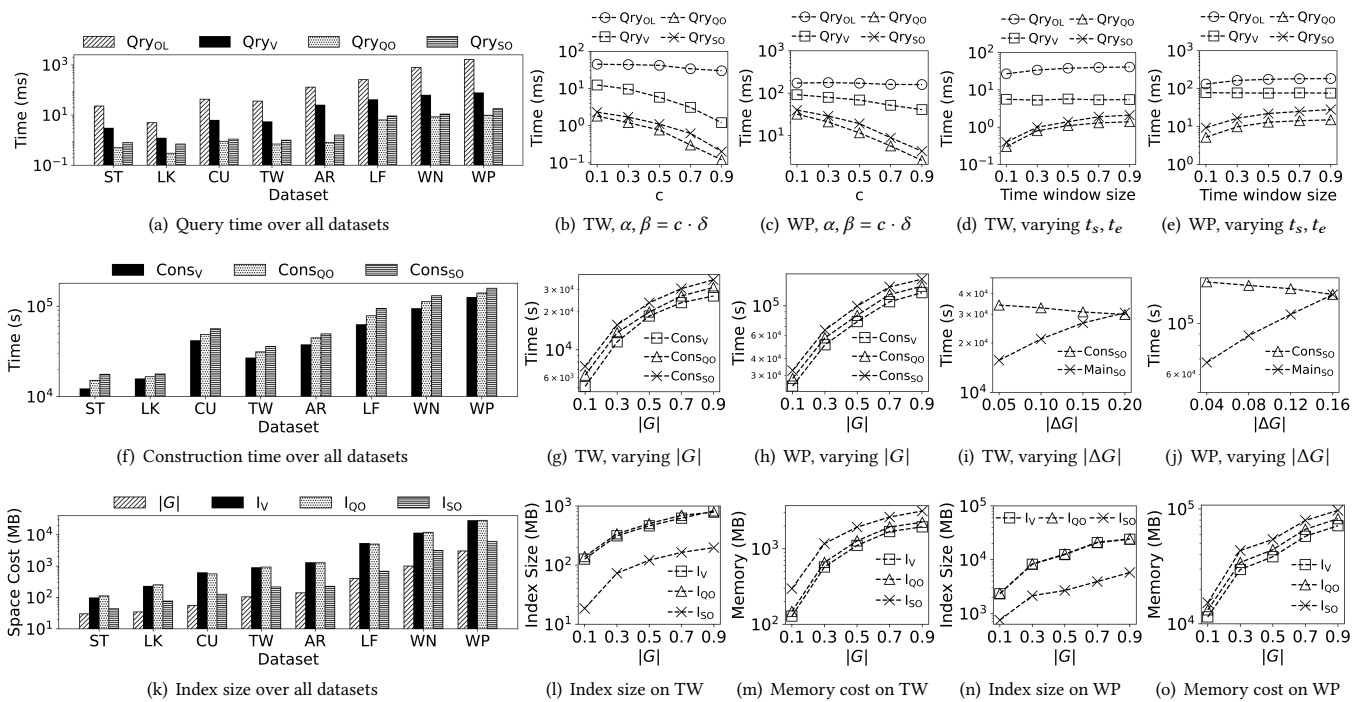 Qry_OL Qry_V Qry_QO Qry_SO
Time (ms)
10^3
10^1
10^-1
ST LK CU TW AR LF WN WP
Dataset
(a) Query time over all datasets
Qry_OL Qry_QO
Qry_V Qry_SO
Time (ms)
10^2
10^1
10^0
10^-1
0.1 0.3 0.5 0.7 0.9
c
(b) TW, α, β = c · δ
Qry_OL Qry_QO
Qry_V Qry_SO
Time (ms)
10^3
10^2
10^1
0.1 0.3 0.5 0.7 0.9
c
(c) WP, α, β = c · δ
Qry_OL Qry_QO
Qry_V Qry_SO
Time (ms)
10^2
10^1
10^0
10^-1
0.1 0.3 0.5 0.7 0.9
Time window size
(d) TW, varying t_s, t_e
Qry_OL Qry_QO
Qry_V Qry_SO
Time (ms)
10^3
10^2
10^1
10^0
0.1 0.3 0.5 0.7 0.9
Time window size
(e) WP, varying t_s, t_e
Cons_V Cons_QO Cons_SO
Time (s)
10^5
10^4
ST LK CU TW AR LF WN WP
Dataset
(f) Construction time over all datasets
Time (s)
3 × 10^4
2 × 10^4
10^4
6 × 10^3
Cons_V
Cons_QO
Cons_SO
0.1 0.3 0.5 0.7 0.9
|G|
(g) TW, varying |G|
Time (s)
10^5
6 × 10^4
4 × 10^4
3 × 10^4
Cons_V
Cons_QO
Cons_SO
0.1 0.3 0.5 0.7 0.9
|G|
(h) WP, varying |G|
Time (s)
4 × 10^4
3 × 10^4
2 × 10^4
10^4
Cons_SO
Main_SO
0.05 0.10 0.15 0.20
|ΔG|
(i) TW, varying |ΔG|
Time (s)
10^5
6 × 10^4
Cons_SO
Main_SO
0.04 0.08 0.12 0.16
|ΔG|
(j) WP, varying |ΔG|
|G| I_V I_QO I_SO
Space Cost (MB)
10^4
10^3
10^2
10^1
ST LK CU TW AR LF WN WP
Dataset
(k) Index size over all datasets
Index Size (MB)
10^3
10^2
10^1
I_V
I_QO
I_SO
0.1 0.3 0.5 0.7 0.9
|G|
(l) Index size on TW
Memory (MB)
10^3
10^2
I_V
I_QO
I_SO
0.1 0.3 0.5 0.7 0.9
|G|
(m) Memory cost on TW
Index Size (MB)
10^5
10^4
10^3
I_V I_QO I_SO
0.1 0.3 0.5 0.7 0.9
|G|
(n) Index size on WP
Memory (MB)
10^5
10^4
I_V
I_QO
I_SO
0.1 0.3 0.5 0.7 0.9
|G|
(o) Memory cost on WP